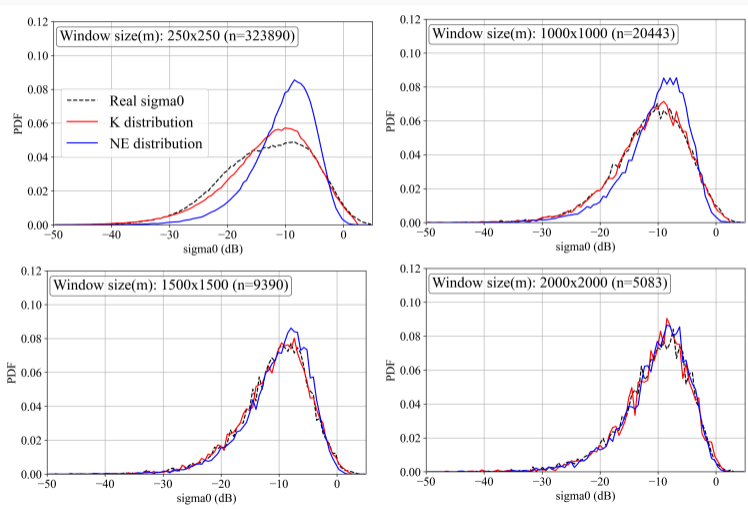 Window size(m): 250x250 (n=323890)
0.12
0.10
0.08
0.06
0.04
0.02
0.00
PDF
Real sigma0
K distribution
NE distribution
−50 −40 −30 −20 −10 0
sigma0 (dB)
Window size(m): 1000x1000 (n=20443)
0.12
0.10
0.08
0.06
0.04
0.02
0.00
PDF
−50 −40 −30 −20 −10 0
sigma0 (dB)
Window size(m): 1500x1500 (n=9390)
0.12
0.10
0.08
0.06
0.04
0.02
0.00
PDF
−50 −40 −30 −20 −10 0
sigma0 (dB)
Window size(m): 2000x2000 (n=5083)
0.12
0.10
0.08
0.06
0.04
0.02
0.00
PDF
−50 −40 −30 −20 −10 0
sigma0 (dB)